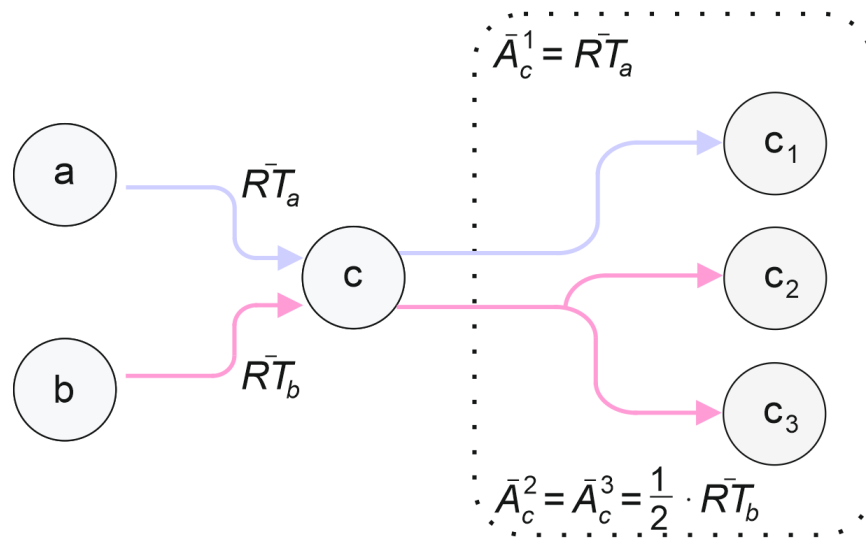 Ā_c^1 = R̄T_a
a
R̄T_a
c_1
c
c_2
b
R̄T_b
c_3
Ā_c^2 = Ā_c^3 = 1/2 · R̄T_b